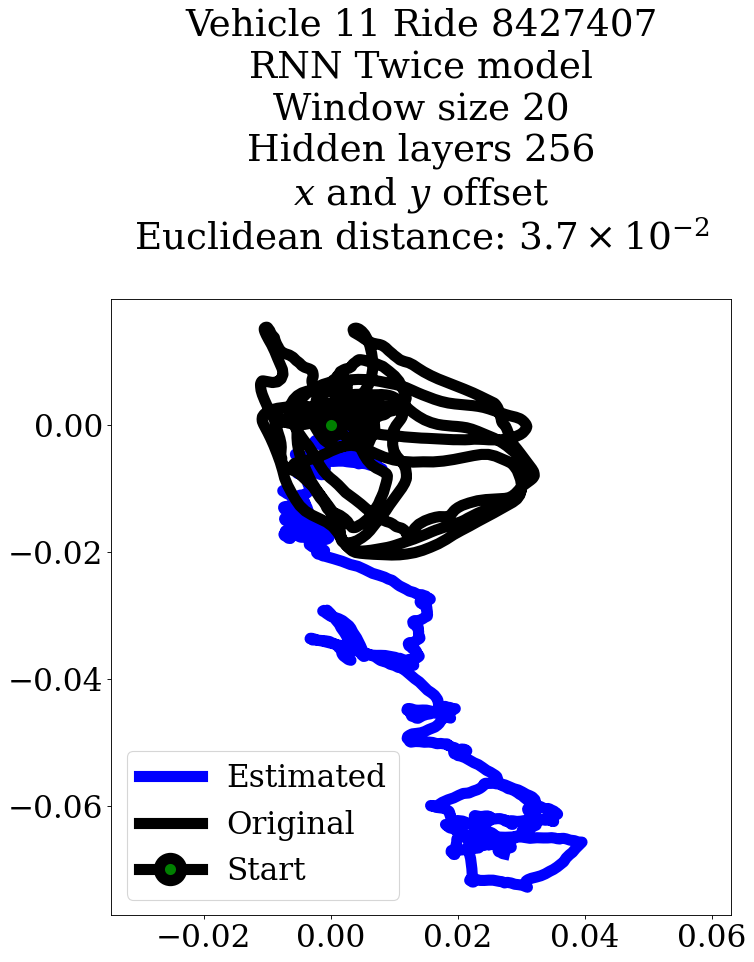 Vehicle 11 Ride 8427407
RNN Twice model
Window size 20
Hidden layers 256
x and y offset
Euclidean distance: 3.7 × 10⁻²
0.00
−0.02
−0.04
−0.06
Estimated
Original
Start
−0.02 0.00 0.02 0.04 0.06